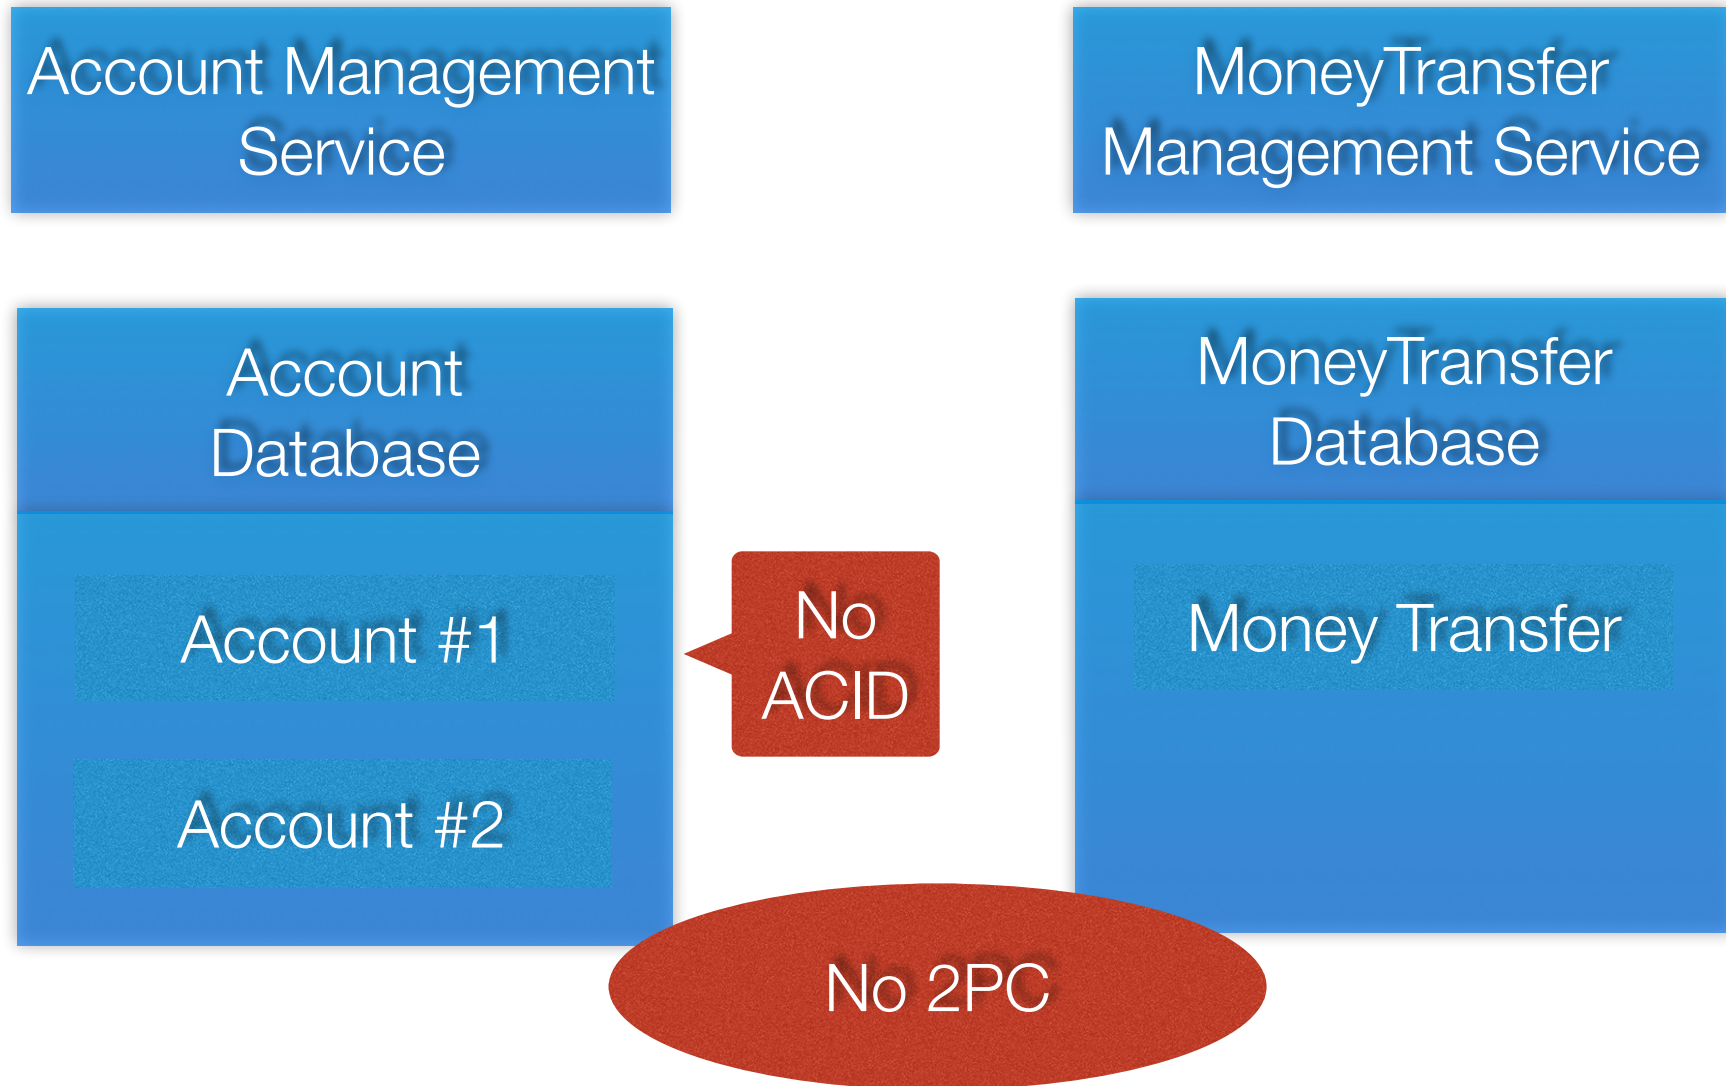 Account Management
Service
MoneyTransfer
Management Service
Account
Database
Account #1
Account #2
No
ACID
MoneyTransfer
Database
Money Transfer
No 2PC